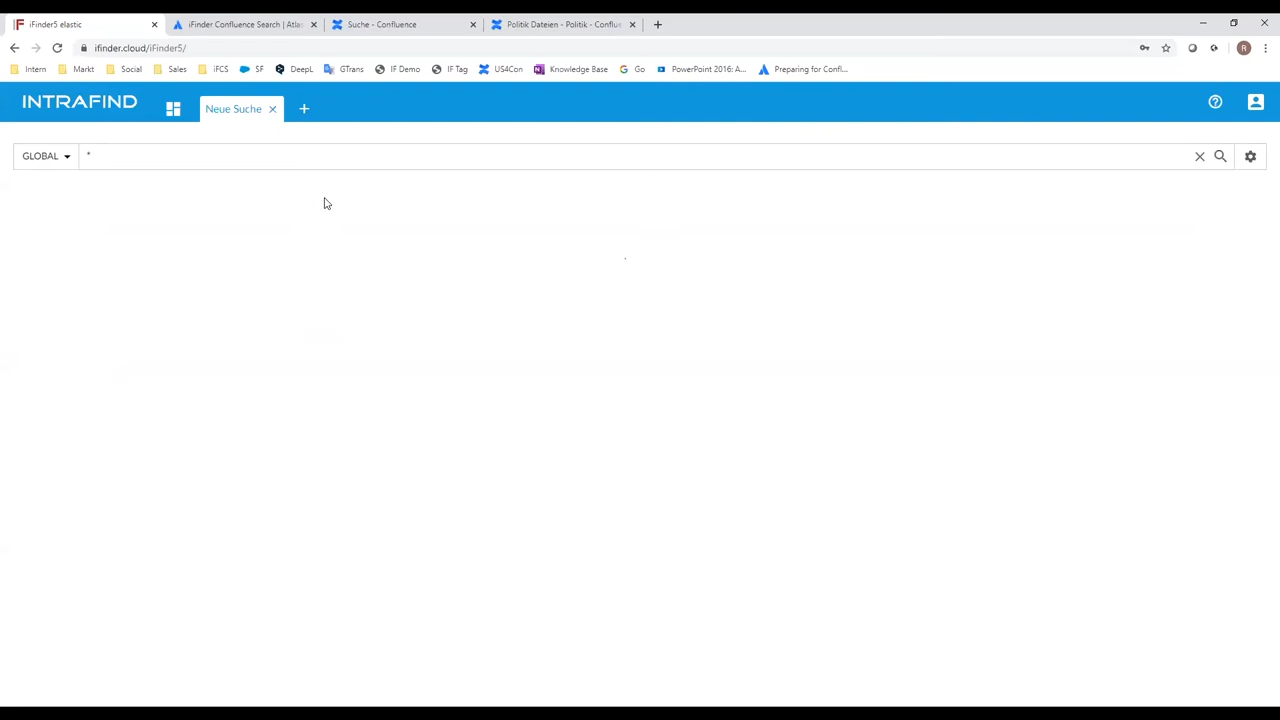 iFinder5 elastic
iFinder Confluence Search | Atlas
Suche - Confluence
Politik Dateien - Politik - Conflue
ifinder.cloud/iFinder5/
R
Intern Markt Social Sales iFCS SF DeepL GTrans IF Demo IF Tag US4Con Knowledge Base Go PowerPoint 2016: A... Preparing for Confl...
INTRAFIND
Neue Suche
GLOBAL *